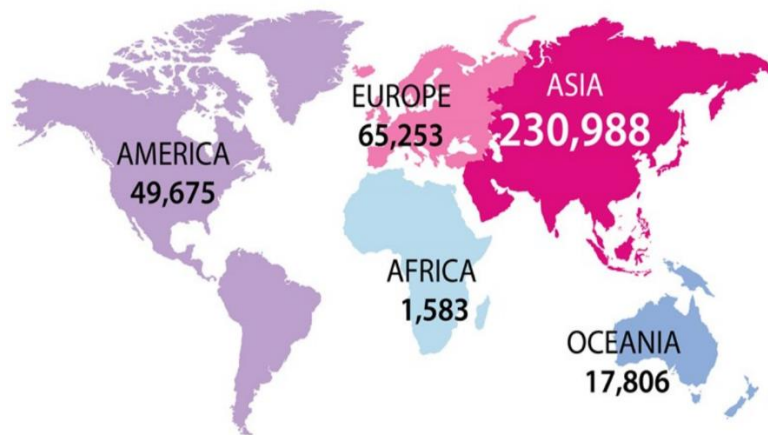 EUROPE
65,253
ASIA
230,988
AMERICA
49,675
AFRICA
1,583
OCEANIA
17,806